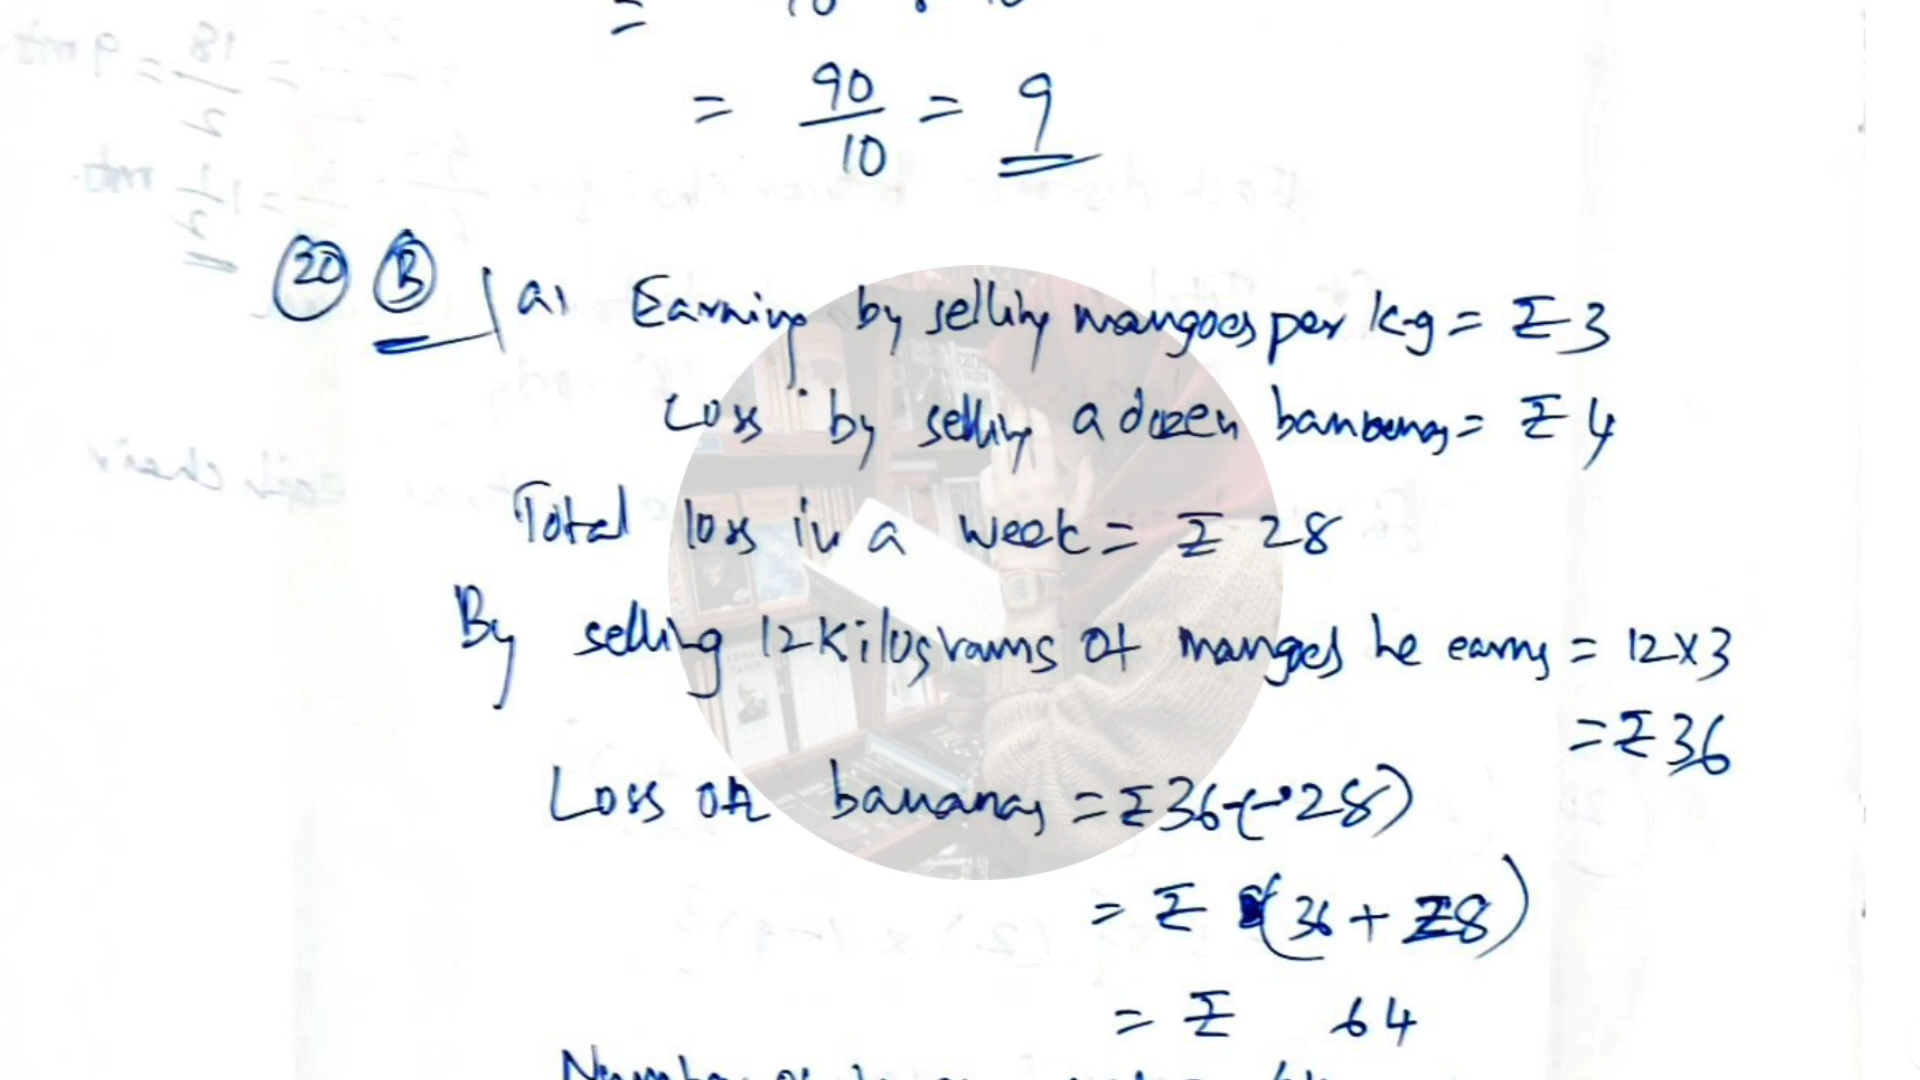 = 90/10 = 9
20 B a) Earning by selling mangoes per kg = ₹3
Loss by selling a dozen bananas = ₹4
Total loss in a week = ₹ 28
By selling 12 Kilograms of mangoes he earns = 12×3
= ₹36
Loss on bananas = ₹36-(-28)
= ₹ (36 + 28)
= ₹ 64